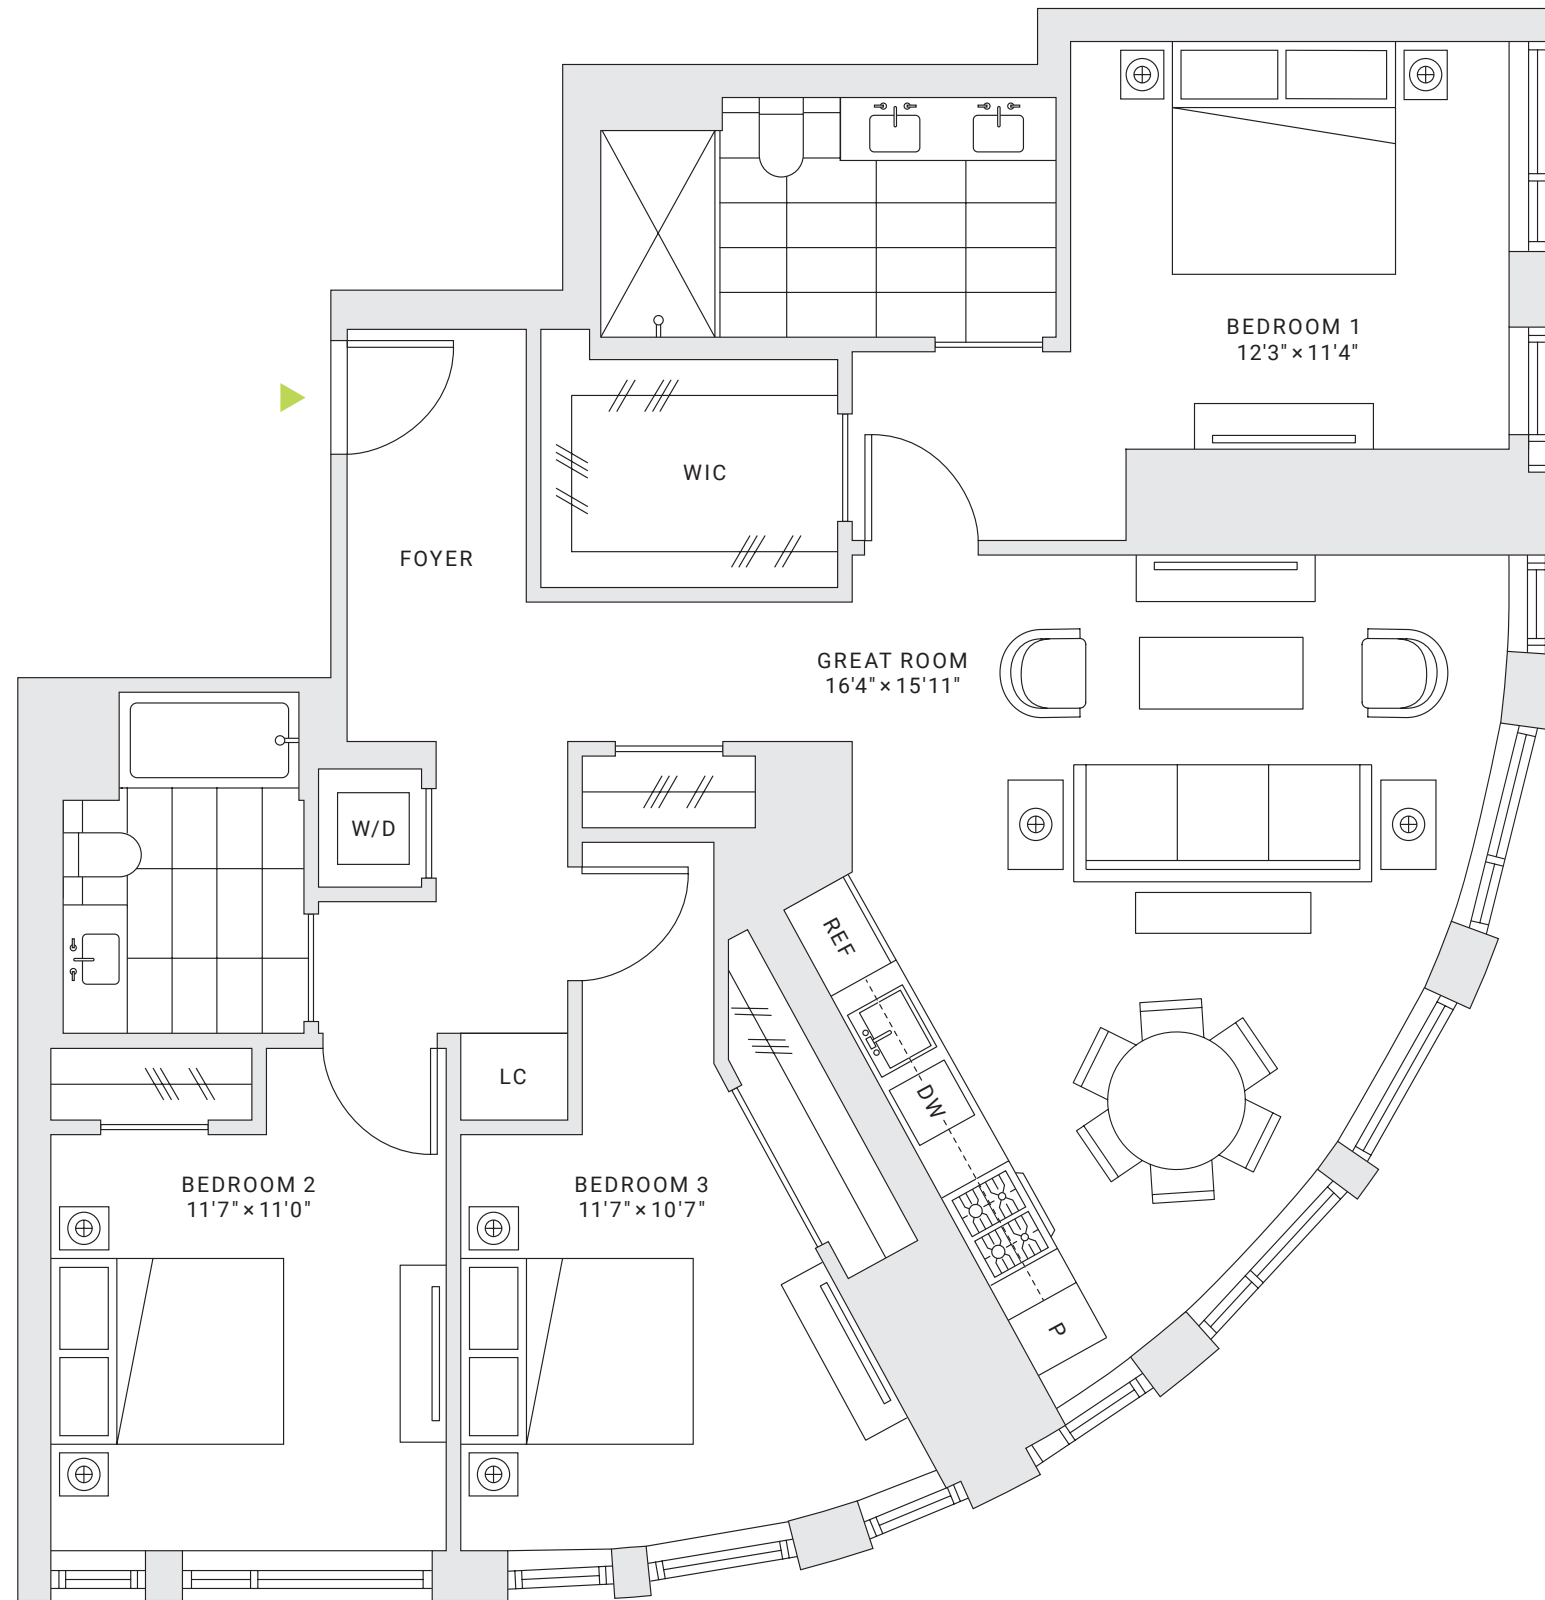 BEDROOM 1
12'3" × 11'4"
WIC
FOYER
GREAT ROOM
16'4" × 15'11"
W/D
REF
DW
LC
BEDROOM 2
11'7" × 11'0"
BEDROOM 3
11'7" × 10'7"
P